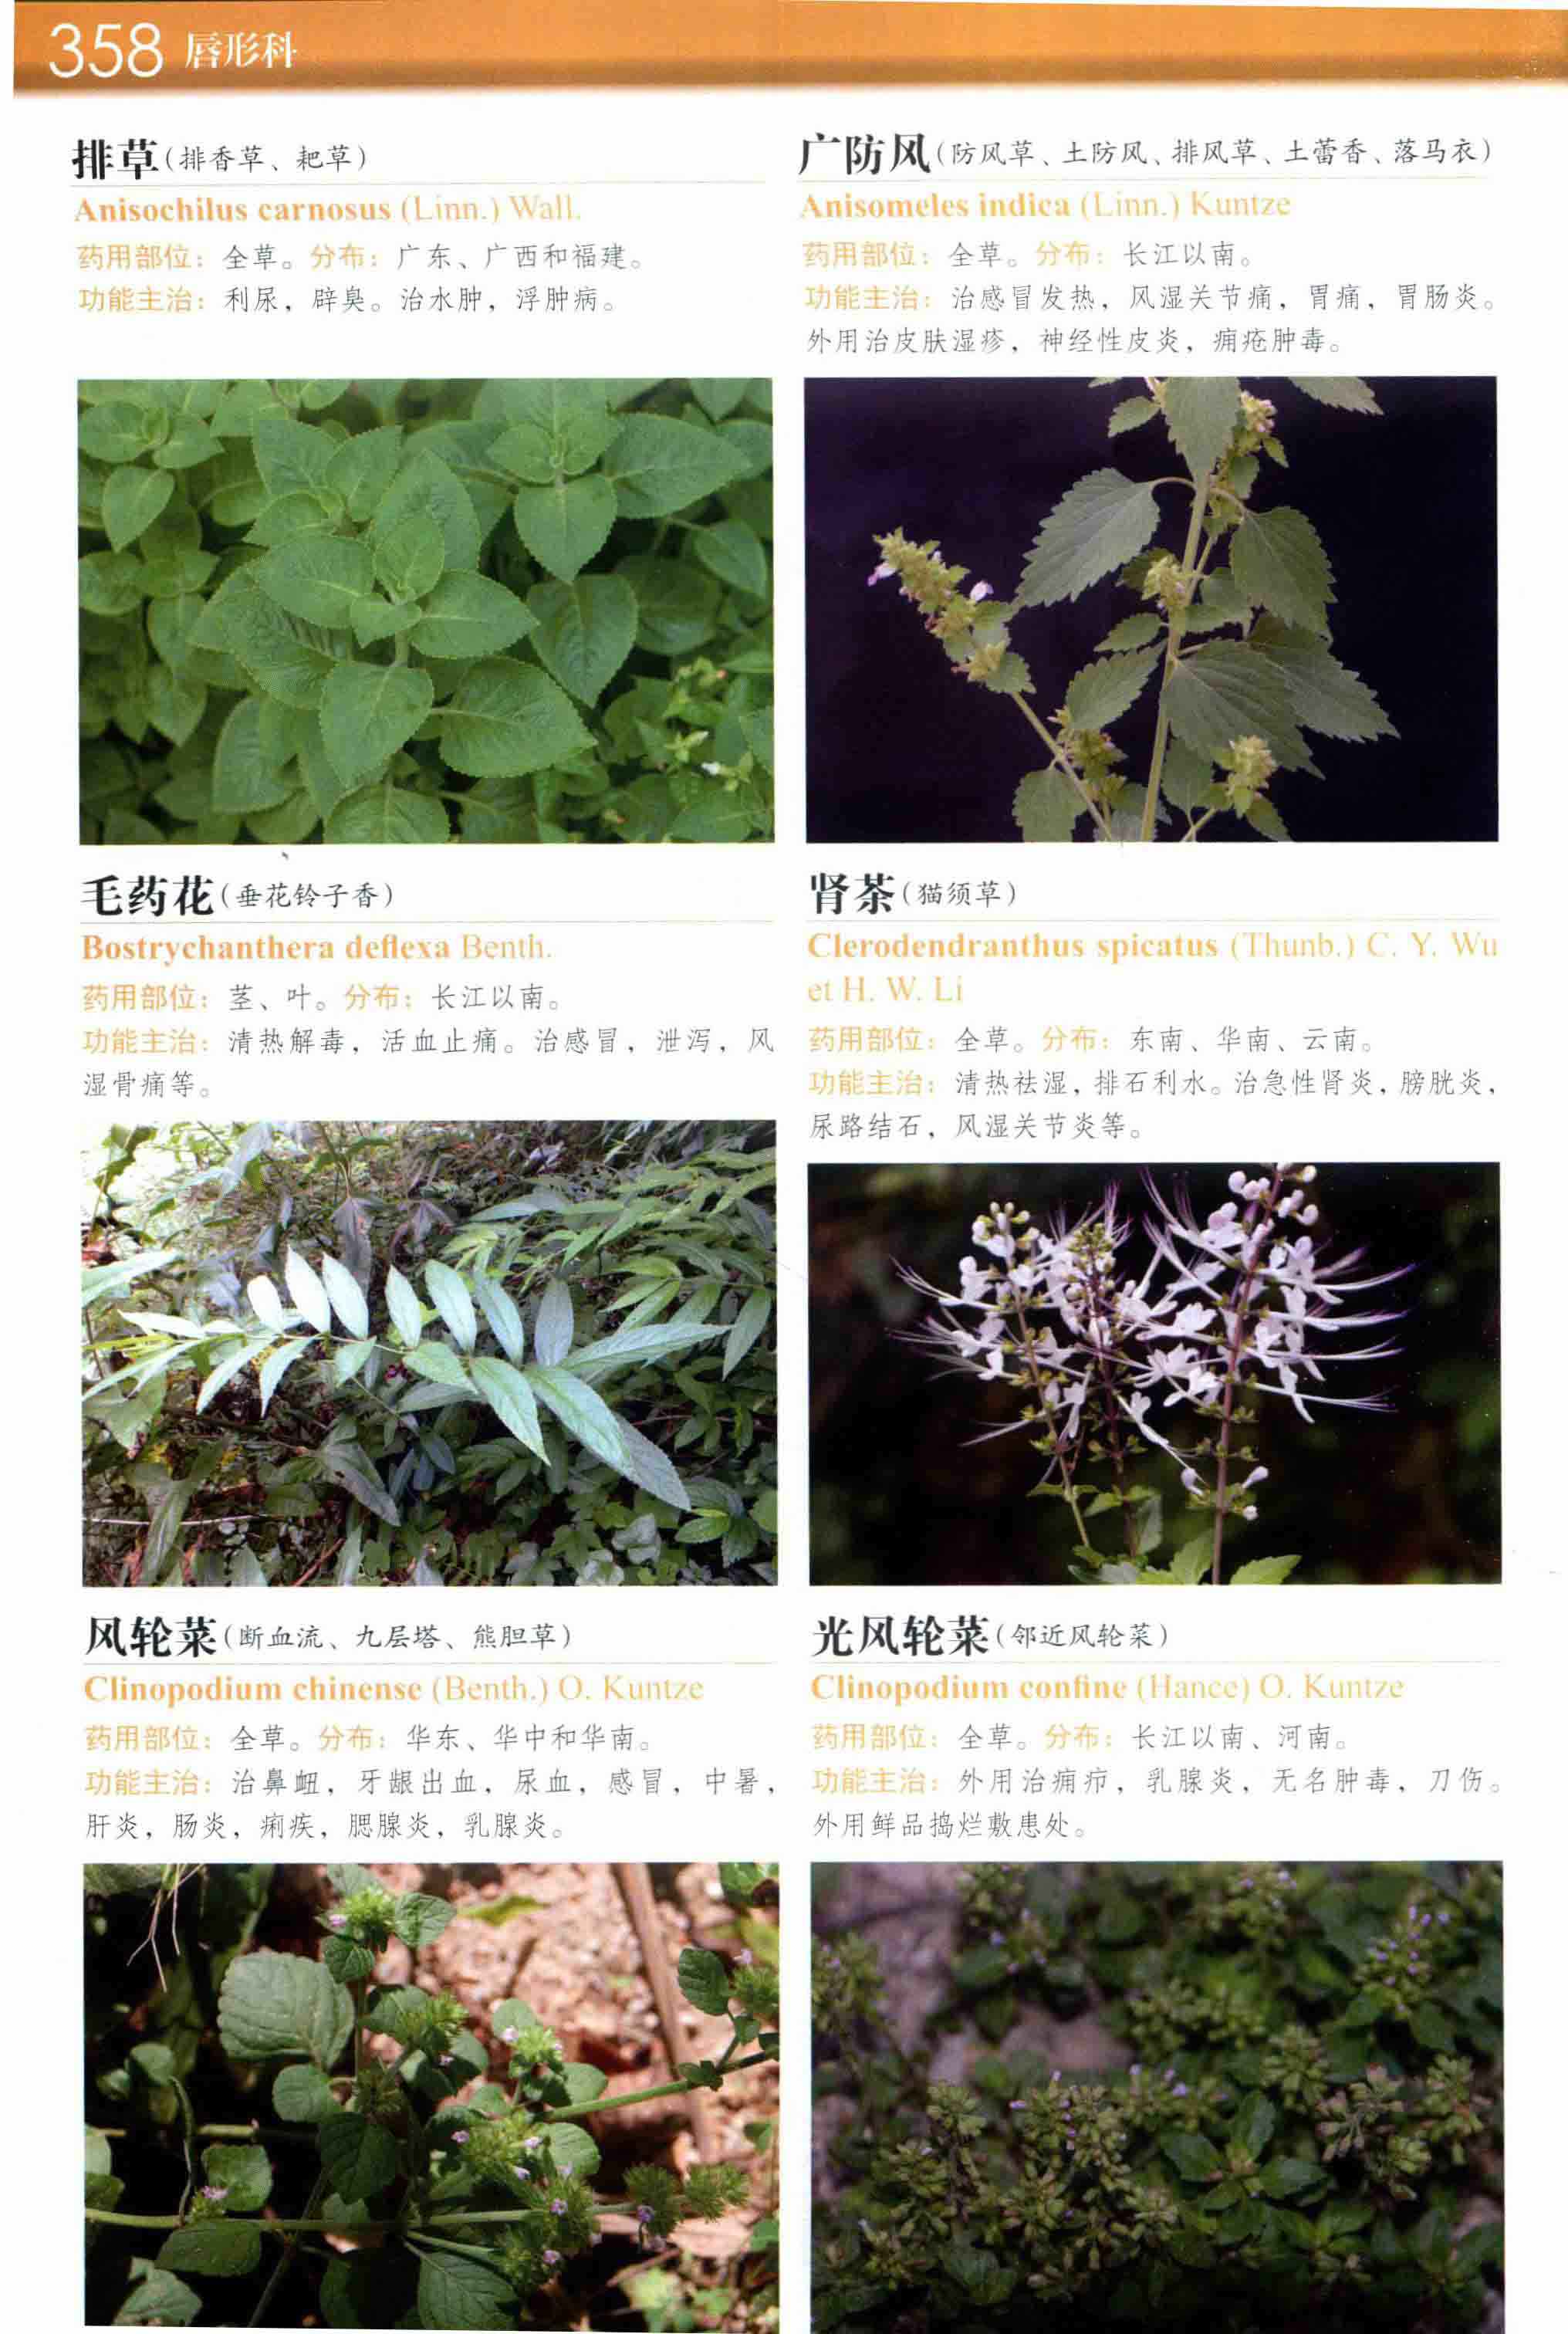 358 唇形科
排草(排香草、耙草)
Anisochilus carnosus (Linn.) Wall.
药用部位：全草。分布：广东、广西和福建。
功能主治：利尿，辟臭。治水肿，浮肿病。
广防风(防风草、土防风、排风草、土藿香、落马衣)
Anisomeles indica (Linn.) Kuntze
药用部位：全草。分布：长江以南。
功能主治：治感冒发热，风湿关节痛，胃痛，胃肠炎。
外用治皮肤湿疹，神经性皮炎，痈疮肿毒。
毛药花(垂花铃子香)
Bostrychanthera deflexa Benth.
药用部位：茎、叶。分布：长江以南。
功能主治：清热解毒，活血止痛。治感冒，泄泻，风
湿骨痛等。
肾茶(猫须草)
Clerodendranthus spicatus (Thunb.) C. Y. Wu
et H. W. Li
药用部位：全草。分布：东南、华南、云南。
功能主治：清热祛湿，排石利水。治急性肾炎，膀胱炎，
尿路结石，风湿关节炎等。
风轮菜(断血流、九层塔、熊胆草)
Clinopodium chinense (Benth.) O. Kuntze
药用部位：全草。分布：华东、华中和华南。
功能主治：治鼻衄，牙龈出血，尿血，感冒，中暑，
肝炎，肠炎，痢疾，腮腺炎，乳腺炎。
光风轮菜(邻近风轮菜)
Clinopodium confine (Hance) O. Kuntze
药用部位：全草。分布：长江以南、河南。
功能主治：外用治痈疖，乳腺炎，无名肿毒，刀伤。
外用鲜品捣烂敷患处。